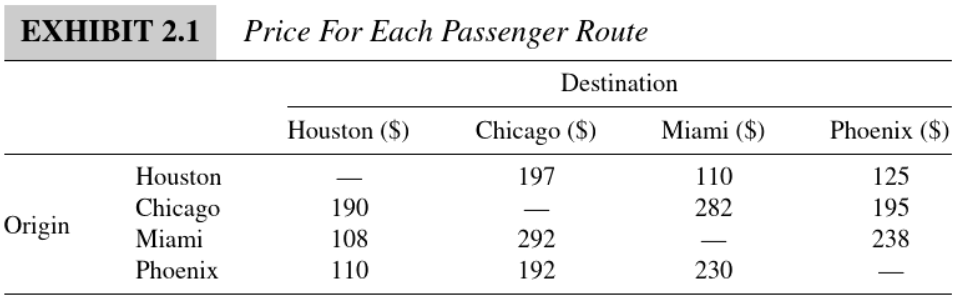 EXHIBIT 2.1 Price For Each Passenger Route
Destination
Houston ($) Chicago ($) Miami ($) Phoenix ($)
Houston — 197 110 125
Chicago 190 — 282 195
Origin
Miami 108 292 — 238
Phoenix 110 192 230 —